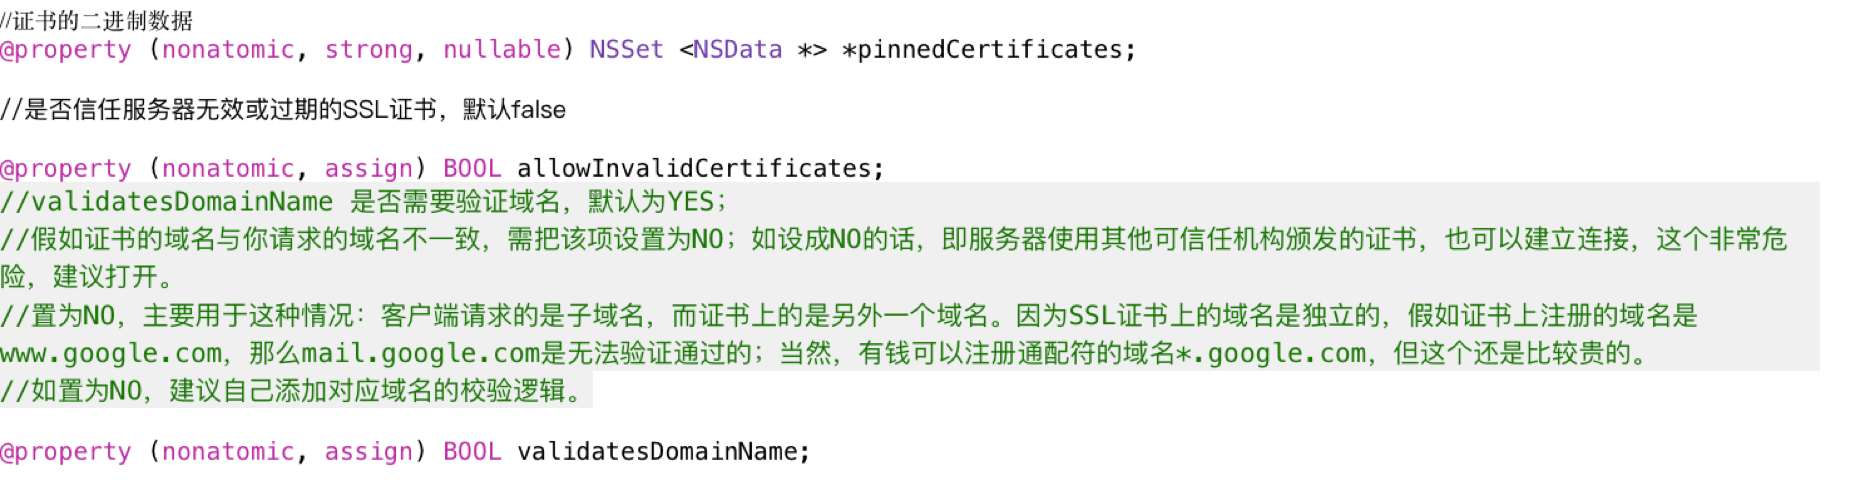 //证书的二进制数据
@property (nonatomic, strong, nullable) NSSet <NSData *> *pinnedCertificates;
//是否信任服务器无效或过期的SSL证书，默认false
@property (nonatomic, assign) BOOL allowInvalidCertificates;
//validatesDomainName 是否需要验证域名，默认为YES；
//假如证书的域名与你请求的域名不一致，需把该项设置为NO；如设成NO的话，即服务器使用其他可信任机构颁发的证书，也可以建立连接，这个非常危
险，建议打开。
//置为NO，主要用于这种情况：客户端请求的是子域名，而证书上的是另外一个域名。因为SSL证书上的域名是独立的，假如证书上注册的域名是
www.google.com，那么mail.google.com是无法验证通过的；当然，有钱可以注册通配符的域名*.google.com，但这个还是比较贵的。
//如置为NO，建议自己添加对应域名的校验逻辑。
@property (nonatomic, assign) BOOL validatesDomainName;